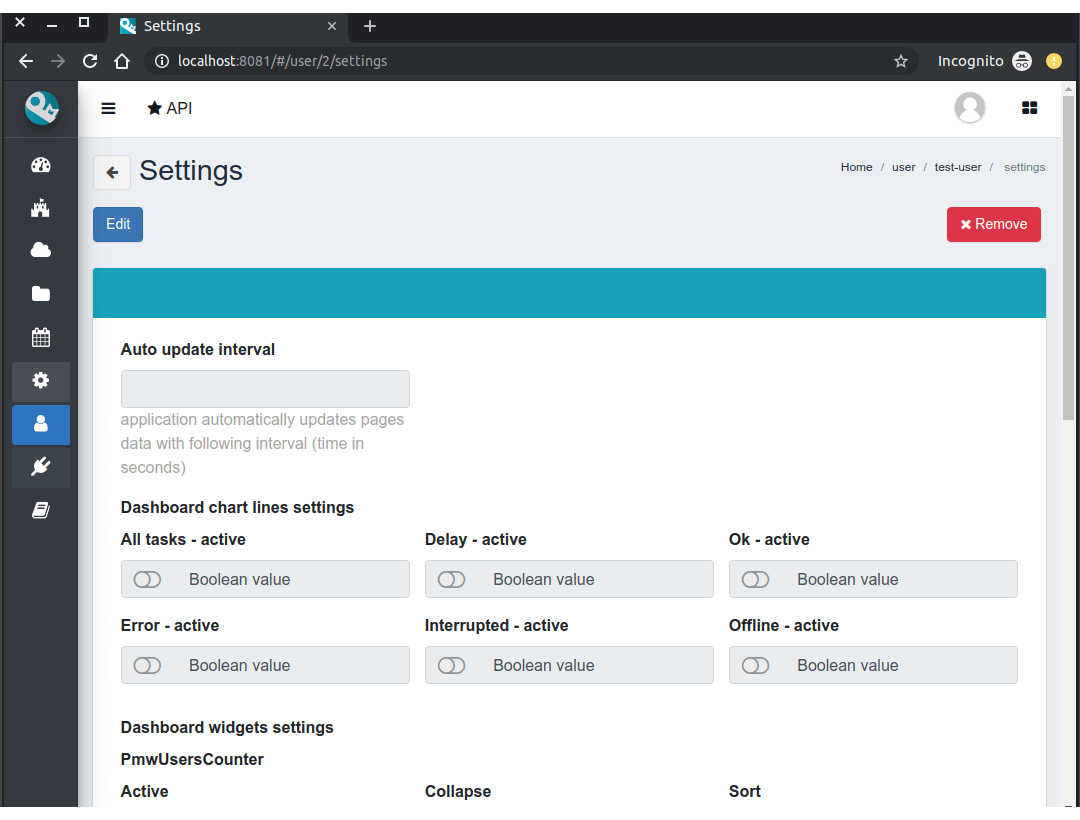 Settings
localhost:8081/#/user/2/settings
Incognito
API
Settings
Home / user / test-user / settings
Edit
Remove
Auto update interval
application automatically updates pages
data with following interval (time in
seconds)
Dashboard chart lines settings
All tasks - active
Delay - active
Ok - active
Boolean value
Boolean value
Boolean value
Error - active
Interrupted - active
Offline - active
Boolean value
Boolean value
Boolean value
Dashboard widgets settings
PmwUsersCounter
Active
Collapse
Sort